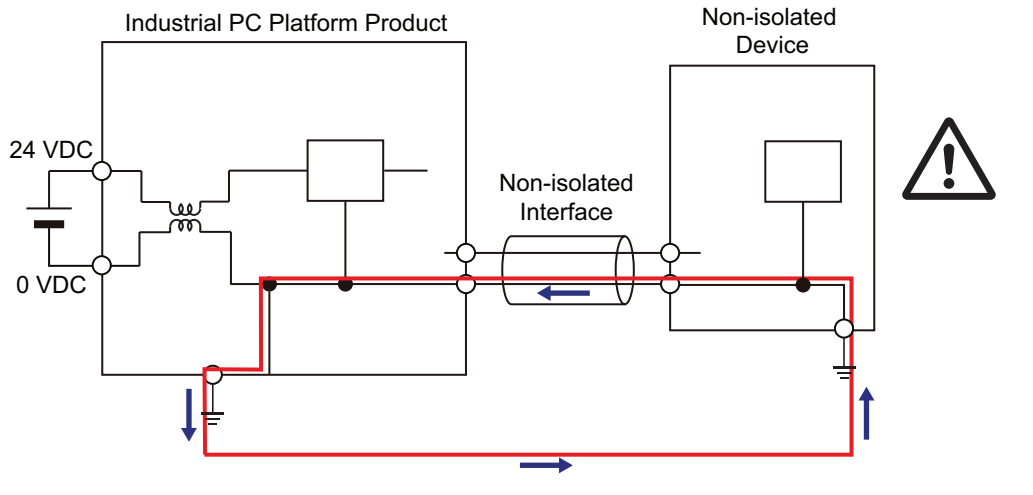 Industrial PC Platform Product
Non-isolated
Device
24 VDC
Non-isolated
Interface
0 VDC